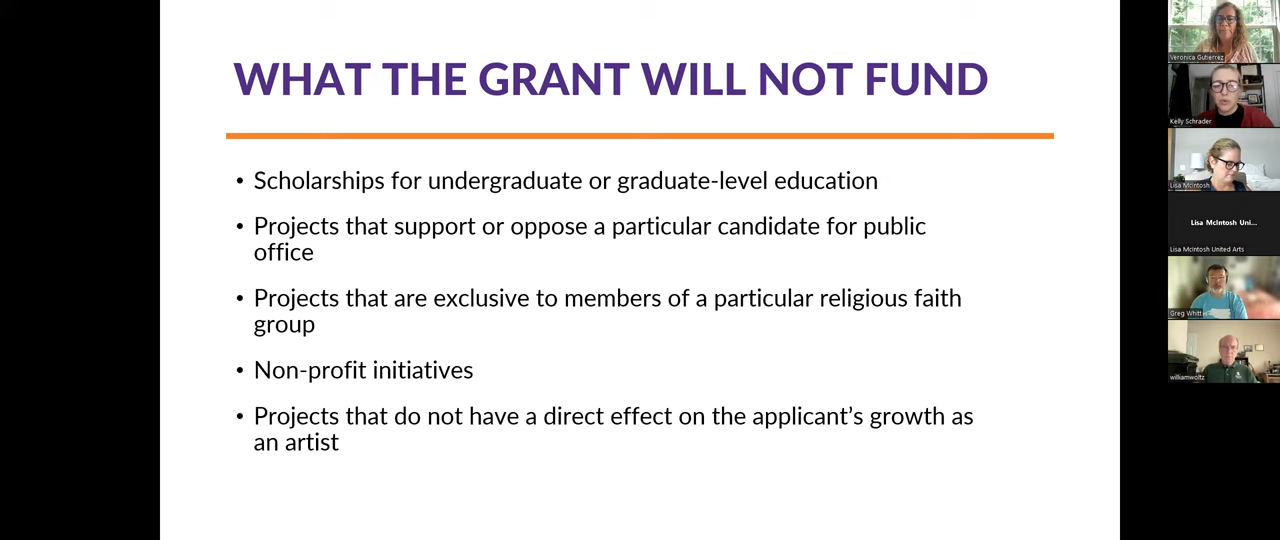 WHAT THE GRANT WILL NOT FUND
• Scholarships for undergraduate or graduate-level education
• Projects that support or oppose a particular candidate for public
office
• Projects that are exclusive to members of a particular religious faith
group
• Non-profit initiatives
• Projects that do not have a direct effect on the applicant’s growth as
an artist
Veronica Gutierrez
Kelly Schrader
Lisa McIntosh
Lisa McIntosh Uni...
Lisa McIntosh United Arts
Greg Whitt
williamwoltz